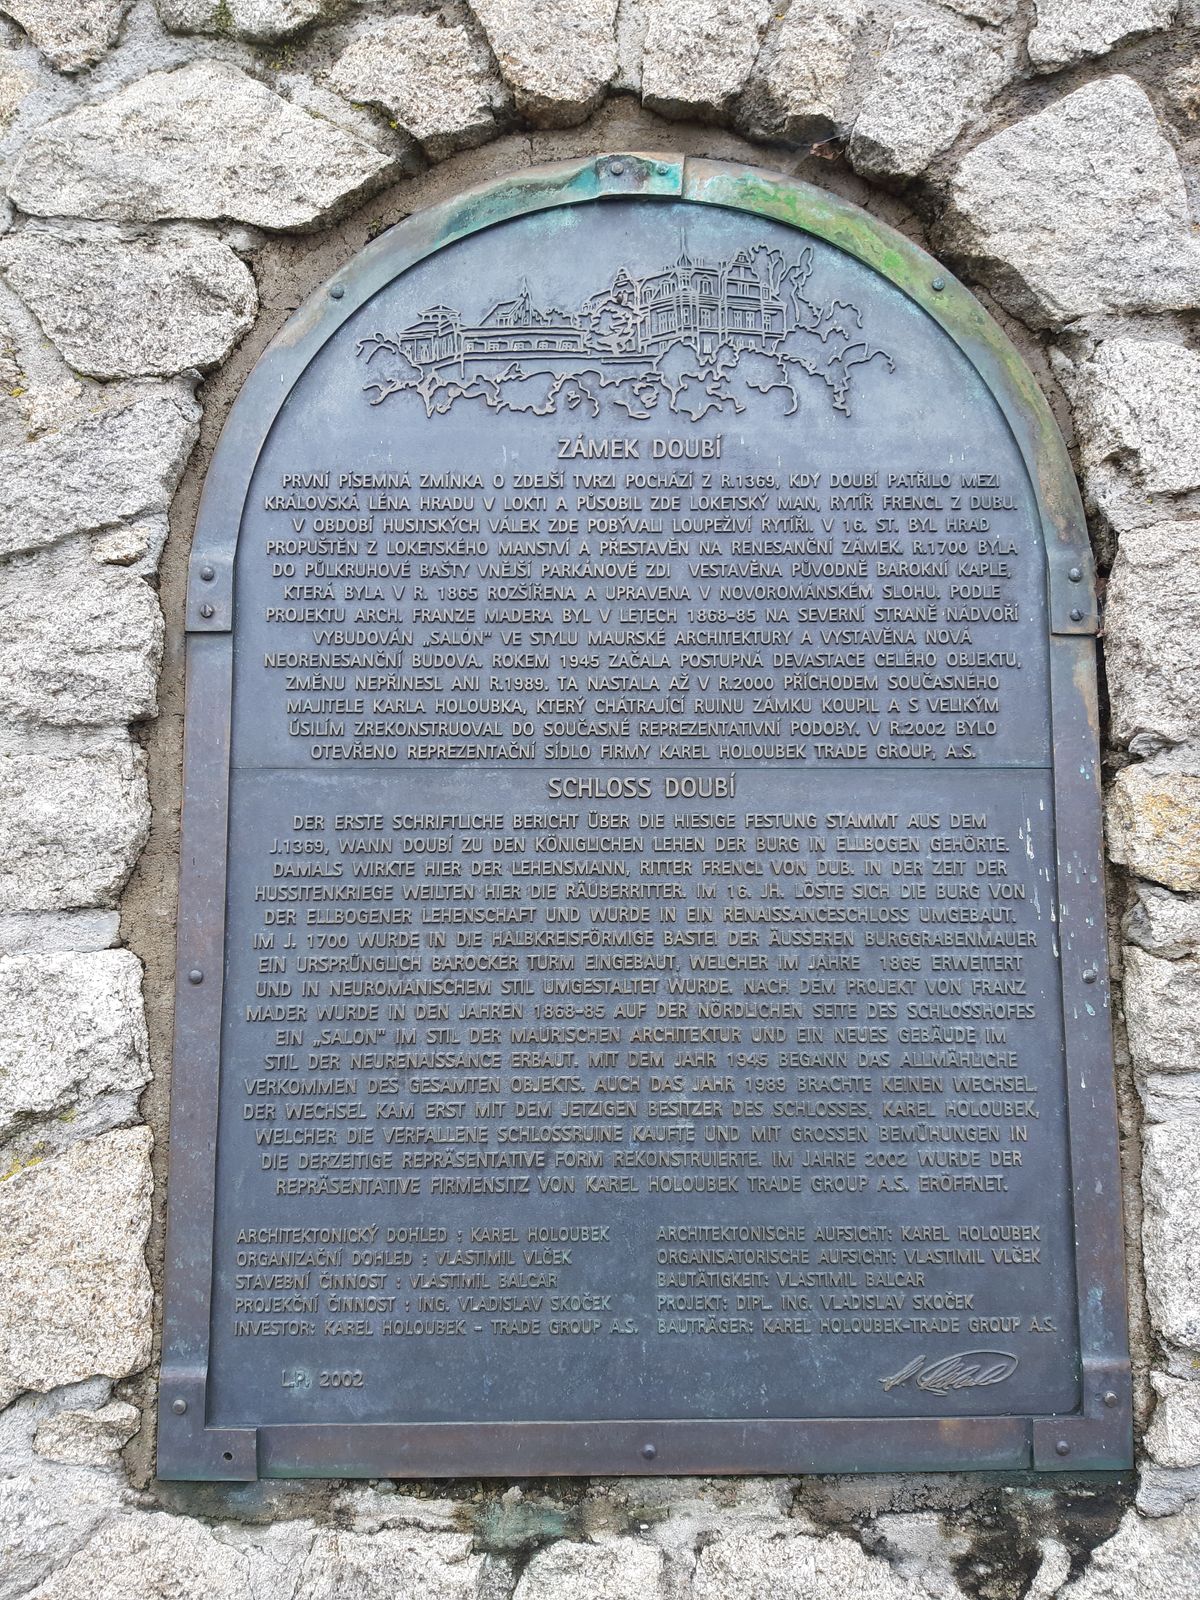 ZÁMEK DOUBÍ
PRVNÍ PÍSEMNÁ ZMÍNKA O ZDEJŠÍ TVRZI POCHÁZÍ Z R.1369, KDY DOUBÍ PATŘILO MEZI
KRÁLOVSKÁ LÉNA HRADU V LOKTI A PŮSOBIL ZDE LOKETSKÝ MAN, RYTÍŘ FRENCL Z DUBU.
V OBDOBÍ HUSITSKÝCH VÁLEK ZDE POBÝVALI LOUPEŽIVÍ RYTÍŘI. V 16. ST. BYL HRAD
PROPUŠTĚN Z LOKETSKÉHO MANSTVÍ A PŘESTAVĚN NA RENESANČNÍ ZÁMEK. R.1700 BYLA
DO PŮLKRUHOVÉ BAŠTY VNĚJŠÍ PARKÁNOVÉ ZDI VESTAVĚNA PŮVODNĚ BAROKNÍ KAPLE,
KTERÁ BYLA V R. 1865 ROZŠÍŘENA A UPRAVENA V NOVOROMÁNSKÉM SLOHU. PODLE
PROJEKTU ARCH. FRANZE MADERA BYL V LETECH 1868-85 NA SEVERNÍ STRANĚ NÁDVOŘÍ
VYBUDOVÁN „SALÓN“ VE STYLU MAURSKÉ ARCHITEKTURY A VYSTAVĚNA NOVÁ
NEORENESANČNÍ BUDOVA. ROKEM 1945 ZAČALA POSTUPNÁ DEVASTACE CELÉHO OBJEKTU,
ZMĚNU NEPŘINESL ANI R.1989. TA NASTALA AŽ V R.2000 PŘÍCHODEM SOUČASNÉHO
MAJITELE KARLA HOLOUBKA, KTERÝ CHÁTRAJÍCÍ RUINU ZÁMKU KOUPIL A S VELIKÝM
ÚSILÍM ZREKONSTRUOVAL DO SOUČASNÉ REPREZENTATIVNÍ PODOBY. V R.2002 BYLO
OTEVŘENO REPREZENTAČNÍ SÍDLO FIRMY KAREL HOLOUBEK TRADE GROUP, A.S.
SCHLOSS DOUBÍ
DER ERSTE SCHRIFTLICHE BERICHT ÜBER DIE HIESIGE FESTUNG STAMMT AUS DEM
J.1369, WANN DOUBÍ ZU DEN KÖNIGLICHEN LEHEN DER BURG IN ELLBOGEN GEHÖRTE.
DAMALS WIRKTE HIER DER LEHENSMANN, RITTER FRENCL VON DUB. IN DER ZEIT DER
HUSSITENKRIEGE WEILTEN HIER DIE RÄUBERRITTER. IM 16. JH. LÖSTE SICH DIE BURG VON
DER ELLBOGENER LEHENSCHAFT UND WURDE IN EIN RENAISSANCESCHLOSS UMGEBAUT.
IM J. 1700 WURDE IN DIE HALBKREISFÖRMIGE BASTEI DER ÄUSSEREN BURGGRABENMAUER
EIN URSPRÜNGLICH BAROCKER TURM EINGEBAUT, WELCHER IM JAHRE 1865 ERWEITERT
UND IN NEUROMANISCHEM STIL UMGESTALTET WURDE. NACH DEM PROJEKT VON FRANZ
MADER WURDE IN DEN JAHREN 1868-85 AUF DER NÖRDLICHEN SEITE DES SCHLOSSHOFES
EIN „SALON“ IM STIL DER MAURISCHEN ARCHITEKTUR UND EIN NEUES GEBÄUDE IM
STIL DER NEURENAISSANCE ERBAUT. MIT DEM JAHR 1945 BEGANN DAS ALLMÄHLICHE
VERKOMMEN DES GESAMTEN OBJEKTS. AUCH DAS JAHR 1989 BRACHTE KEINEN WECHSEL.
DER WECHSEL KAM ERST MIT DEM JETZIGEN BESITZER DES SCHLOSSES, KAREL HOLOUBEK,
WELCHER DIE VERFALLENE SCHLOSSRUINE KAUFTE UND MIT GROSSEN BEMÜHUNGEN IN
DIE DERZEITIGE REPRÄSENTATIVE FORM REKONSTRUIERTE. IM JAHRE 2002 WURDE DER
REPRÄSENTATIVE FIRMENSITZ VON KAREL HOLOUBEK TRADE GROUP A.S. ERÖFFNET.
ARCHITEKTONICKÝ DOHLED : KAREL HOLOUBEK
ORGANIZAČNÍ DOHLED : VLASTIMIL VLČEK
STAVEBNÍ ČINNOST : VLASTIMIL BALCAR
PROJEKČNÍ ČINNOST : ING. VLADISLAV SKOČEK
INVESTOR: KAREL HOLOUBEK - TRADE GROUP A.S.
ARCHITEKTONISCHE AUFSICHT: KAREL HOLOUBEK
ORGANISATORISCHE AUFSICHT: VLASTIMIL VLČEK
BAUTÄTIGKEIT: VLASTIMIL BALCAR
PROJEKT: DIPL. ING. VLADISLAV SKOČEK
BAUTRÄGER: KAREL HOLOUBEK-TRADE GROUP A.S.
L.P. 2002